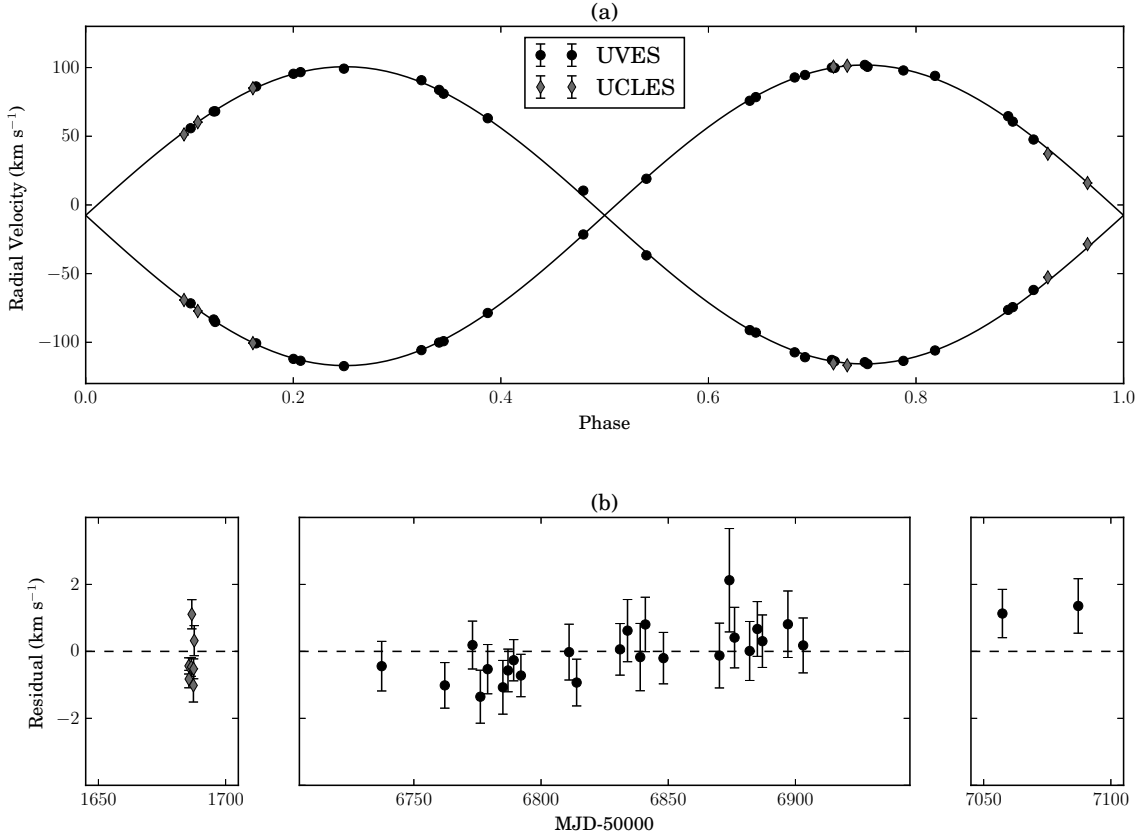 (a)
UVES
UCLES
100
50
0
−50
−100
Radial Velocity (km s⁻¹)
0.0 0.2 0.4 0.6 0.8 1.0
Phase
(b)
2
0
−2
Residual (km s⁻¹)
1650 1700 6750 6800 6850 6900 7050 7100
MJD-50000